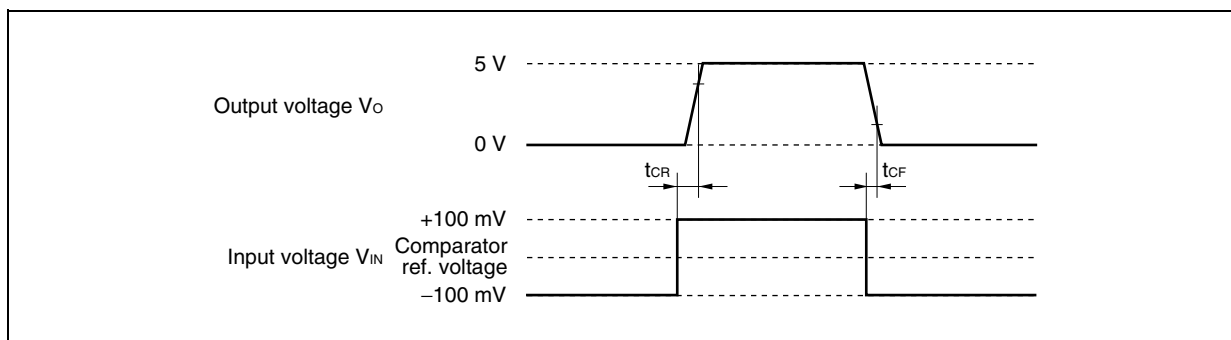 5 V
Output voltage VO
0 V
tCR
tCF
+100 mV
Input voltage VIN
Comparator
ref. voltage
−100 mV